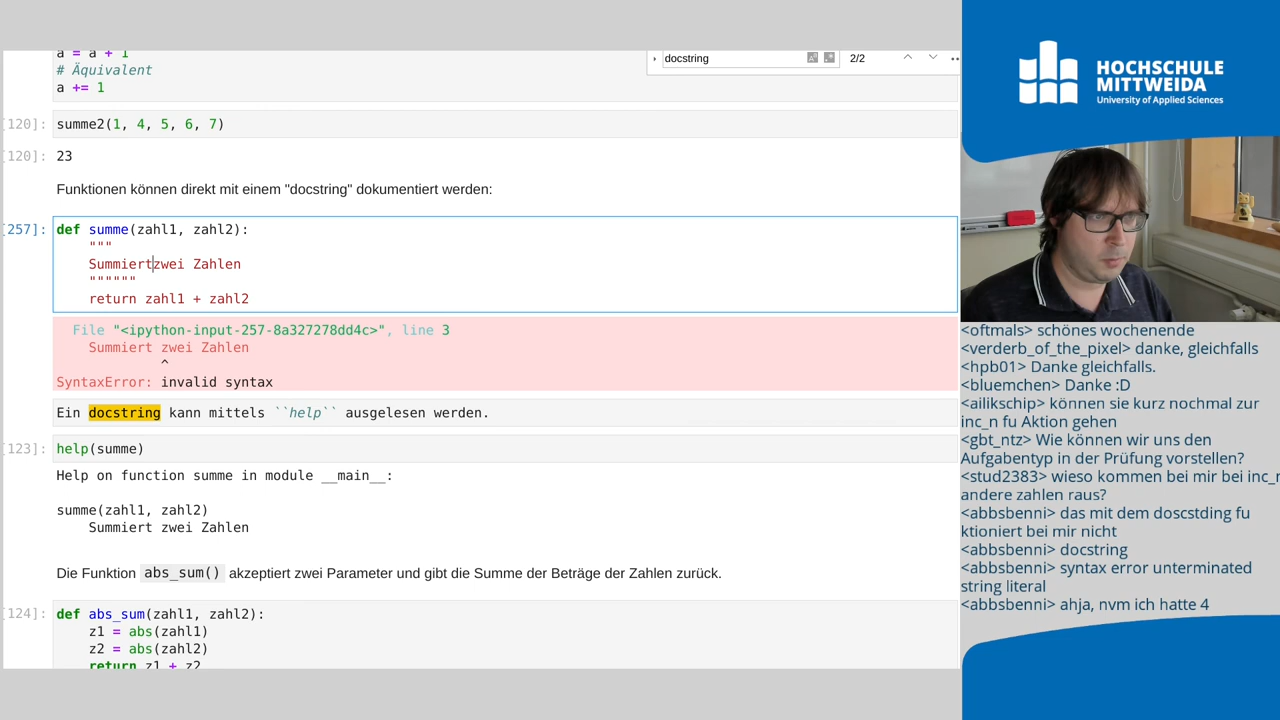 a = a + 1
# Äquivalent
a += 1
docstring
2/2
[120]: summe2(1, 4, 5, 6, 7)
[120]: 23
Funktionen können direkt mit einem "docstring" dokumentiert werden:
[257]: def summe(zahl1, zahl2):
"""
Summiert zwei Zahlen
""""""
return zahl1 + zahl2
File "<ipython-input-257-8a327278dd4c>", line 3
Summiert zwei Zahlen
^
SyntaxError: invalid syntax
Ein docstring kann mittels ``help`` ausgelesen werden.
[123]: help(summe)
Help on function summe in module __main__:
summe(zahl1, zahl2)
Summiert zwei Zahlen
Die Funktion abs_sum() akzeptiert zwei Parameter und gibt die Summe der Beträge der Zahlen zurück.
[124]: def abs_sum(zahl1, zahl2):
z1 = abs(zahl1)
z2 = abs(zahl2)
return z1 + z2
HOCHSCHULE
MITTWEIDA
University of Applied Sciences
<oftmals> schönes wochenende
<verderb_of_the_pixel> danke, gleichfalls
<hpb01> Danke gleichfalls.
<bluemchen> Danke :D
<ailikschip> können sie kurz nochmal zur
inc_n fu Aktion gehen
<gbt_ntz> Wie können wir uns den
Aufgabentyp in der Prüfung vorstellen?
<stud2383> wieso kommen bei mir bei inc_n
andere zahlen raus?
<abbsbenni> das mit dem doscstding fu
ktioniert bei mir nicht
<abbsbenni> docstring
<abbsbenni> syntax error unterminated
string literal
<abbsbenni> ahja, nvm ich hatte 4